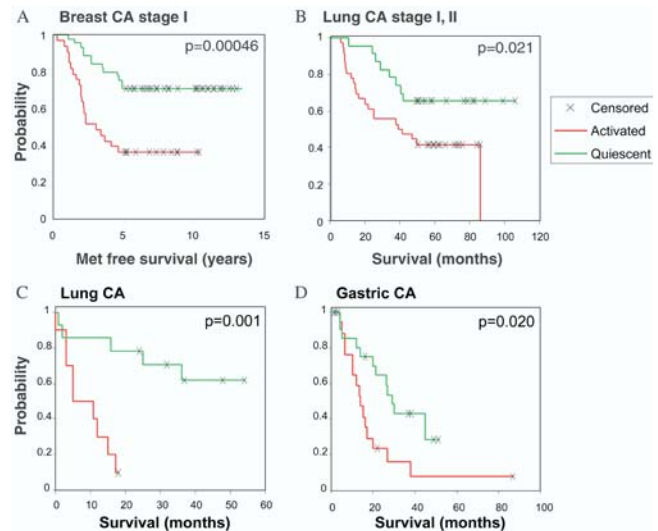 A Breast CA stage I
p=0.00046
1
0.8
0.6
0.4
0.2
0
Probability
0 5 10 15
Met free survival (years)
B Lung CA stage I, II
p=0.021
1
0.8
0.6
0.4
0.2
0
0 20 40 60 80 100 120
Survival (months)
Censored
Activated
Quiescent
C Lung CA
p=0.001
1
0.8
0.6
0.4
0.2
Probability
0 20 40 60
Survival (months)
D Gastric CA
p=0.020
1
0.8
0.6
0.4
0.2
0
0 20 40 60 80 100
Survival (months)